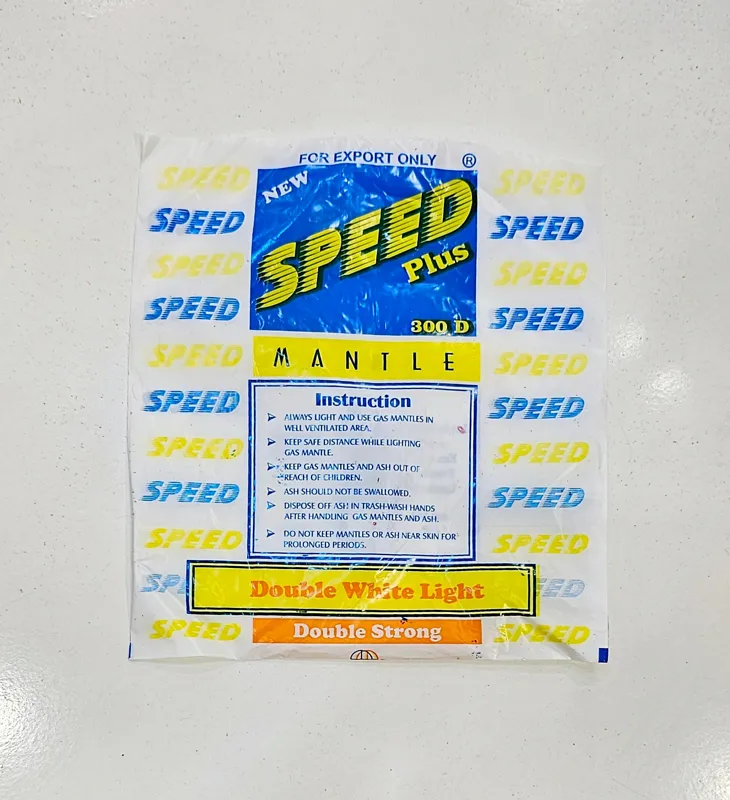 FOR EXPORT ONLY ®
NEW
SPEED
Plus
300 D
MANTLE
Instruction
➤ ALWAYS LIGHT AND USE GAS MANTLES IN
WELL VENTILATED AREA.
➤ KEEP SAFE DISTANCE WHILE LIGHTING
GAS MANTLE.
➤ KEEP GAS MANTLES AND ASH OUT OF
REACH OF CHILDREN.
➤ ASH SHOULD NOT BE SWALLOWED.
➤ DISPOSE OFF ASH IN TRASH-WASH HANDS
AFTER HANDLING GAS MANTLES AND ASH.
➤ DO NOT KEEP MANTLES OR ASH NEAR SKIN FOR
PROLONGED PERIODS.
Double White Light
Double Strong
SPEED
SPEED
SPEED
SPEED
SPEED
SPEED
SPEED
SPEED
SPEED
SPE
SPEED
SPEED
SPEED
SPEED
SPEED
SPEED
SPEED
SPEED
SPEED
SPEED
EED
SPEED